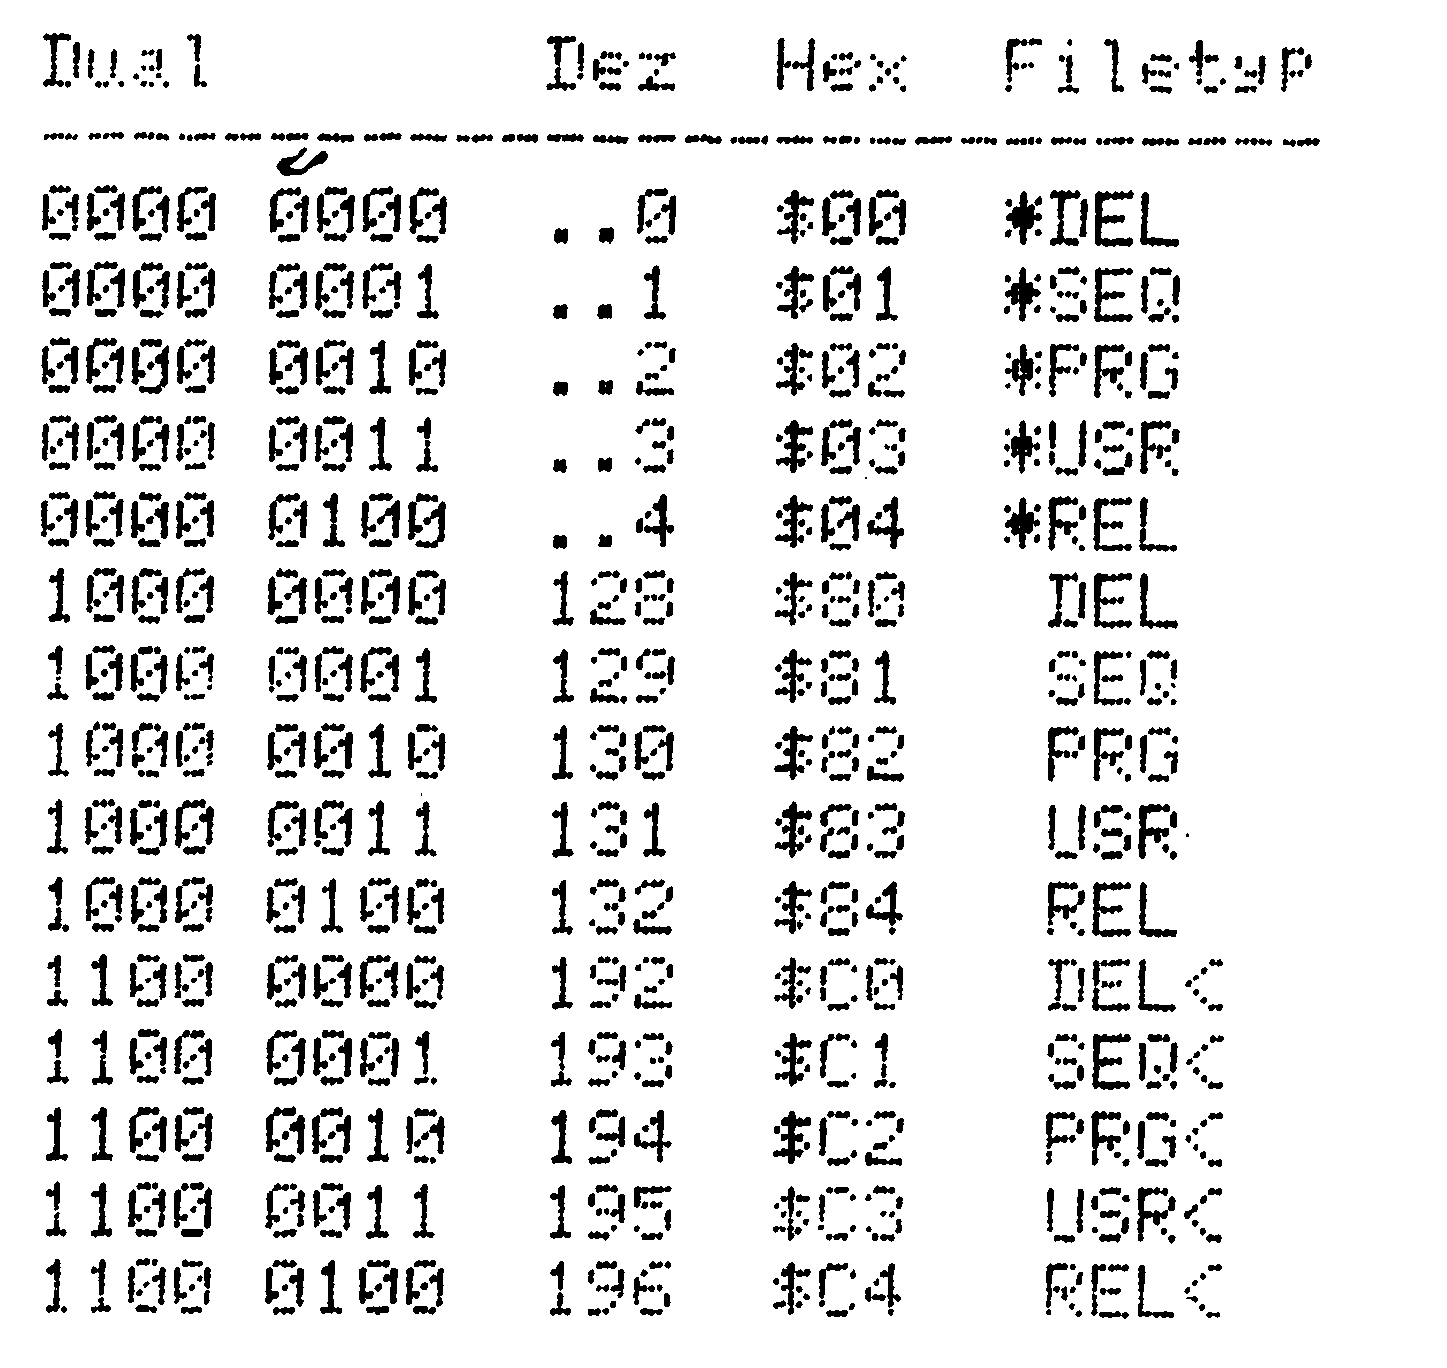 Dual Dez Hex Filetyp
----------------------------
0000 0000 ..0 $00 *DEL
0000 0001 ..1 $01 *SEQ
0000 0010 ..2 $02 *PRG
0000 0011 ..3 $03 *USR
0000 0100 ..4 $04 *REL
1000 0000 128 $80 DEL
1000 0001 129 $81 SEQ
1000 0010 130 $82 PRG
1000 0011 131 $83 USR
1000 0100 132 $84 REL
1100 0000 192 $C0 DEL<
1100 0001 193 $C1 SEQ<
1100 0010 194 $C2 PRG<
1100 0011 195 $C3 USR<
1100 0100 196 $C4 REL<